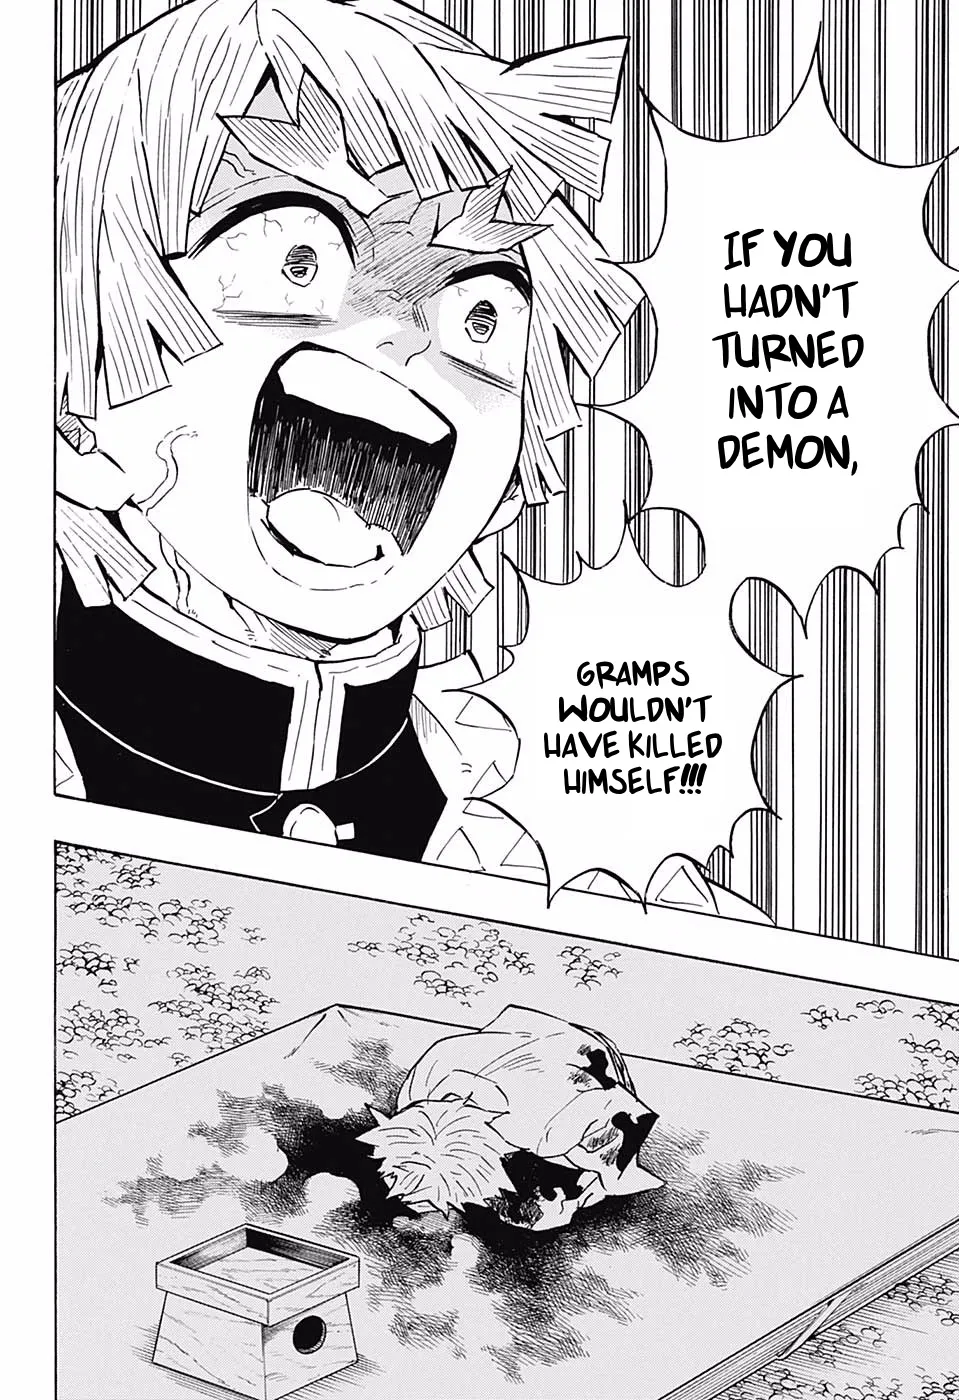 IF YOU
HADN'T
TURNED
INTO A
DEMON,
GRAMPS
WOULDN'T
HAVE KILLED
HIMSELF!!!